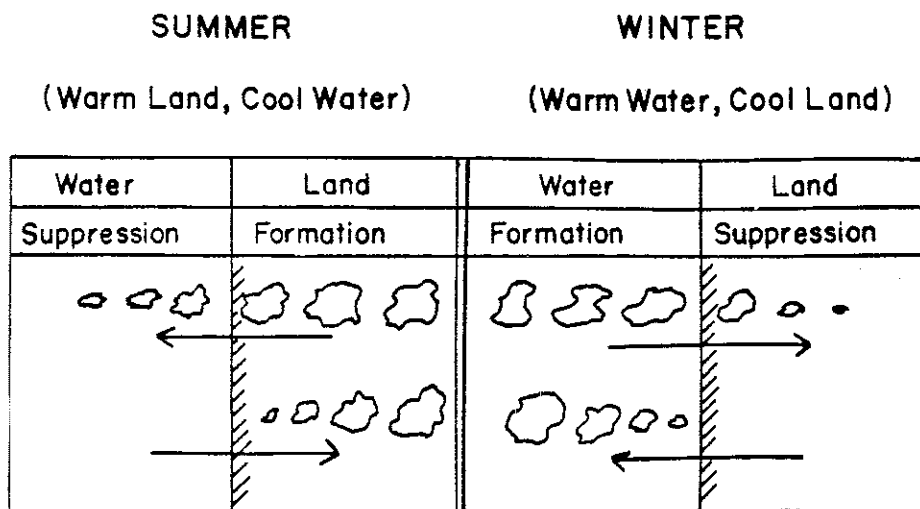 SUMMER WINTER
(Warm Land, Cool Water) (Warm Water, Cool Land)
Water Land Water Land
Suppression Formation Formation Suppression